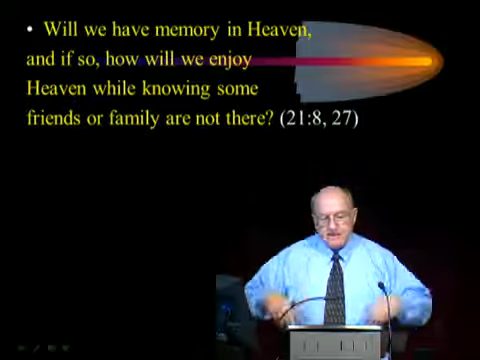 • Will we have memory in Heaven,
and if so, how will we enjoy
Heaven while knowing some
friends or family are not there? (21:8, 27)